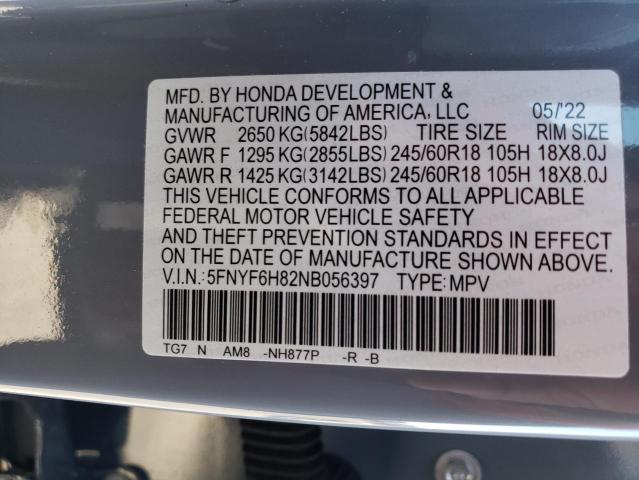 MFD. BY HONDA DEVELOPMENT &
MANUFACTURING OF AMERICA, LLC 05/'22
GVWR 2650 KG(5842LBS) TIRE SIZE RIM SIZE
GAWR F 1295 KG(2855LBS) 245/60R18 105H 18X8.0J
GAWR R 1425 KG(3142LBS) 245/60R18 105H 18X8.0J
THIS VEHICLE CONFORMS TO ALL APPLICABLE
FEDERAL MOTOR VEHICLE SAFETY
AND THEFT PREVENTION STANDARDS IN EFFECT
ON THE DATE OF MANUFACTURE SHOWN ABOVE.
V.I.N.: 5FNYF6H82NB056397 TYPE: MPV
TG7 N AM8 -NH877P -R -B